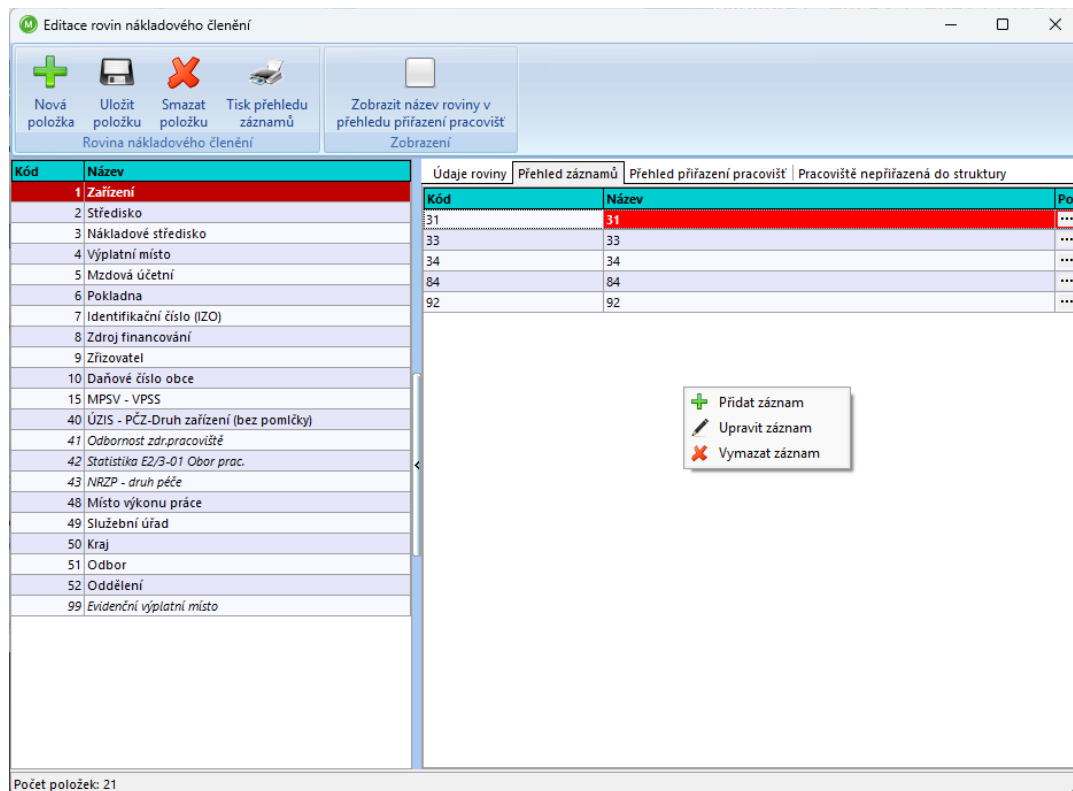 M Editace rovin nákladového členění
Nová položka
Uložit položku
Smazat položku
Tisk přehledu záznamů
Rovina nákladového členění
Zobrazit název roviny v přehledu přiřazení pracovišť
Zobrazení
Kód Název
1 Zařízení
2 Středisko
3 Nákladové středisko
4 Výplatní místo
5 Mzdová účetní
6 Pokladna
7 Identifikační číslo (IZO)
8 Zdroj financování
9 Zřizovatel
10 Daňové číslo obce
15 MPSV - VPSS
40 ÚZIS - PČZ-Druh zařízení (bez pomlčky)
41 Odbornost zdr.pracoviště
42 Statistika E2/3-01 Obor prac.
43 NRZP - druh péče
48 Místo výkonu práce
49 Služební úřad
50 Kraj
51 Odbor
52 Oddělení
99 Evidenční výplatní místo
Údaje roviny Přehled záznamů Přehled přiřazení pracovišť Pracoviště nepřiřazená do struktury
Kód Název Po
31 31 ...
33 33 ...
34 34 ...
84 84 ...
92 92 ...
Přidat záznam
Upravit záznam
Vymazat záznam
Počet položek: 21